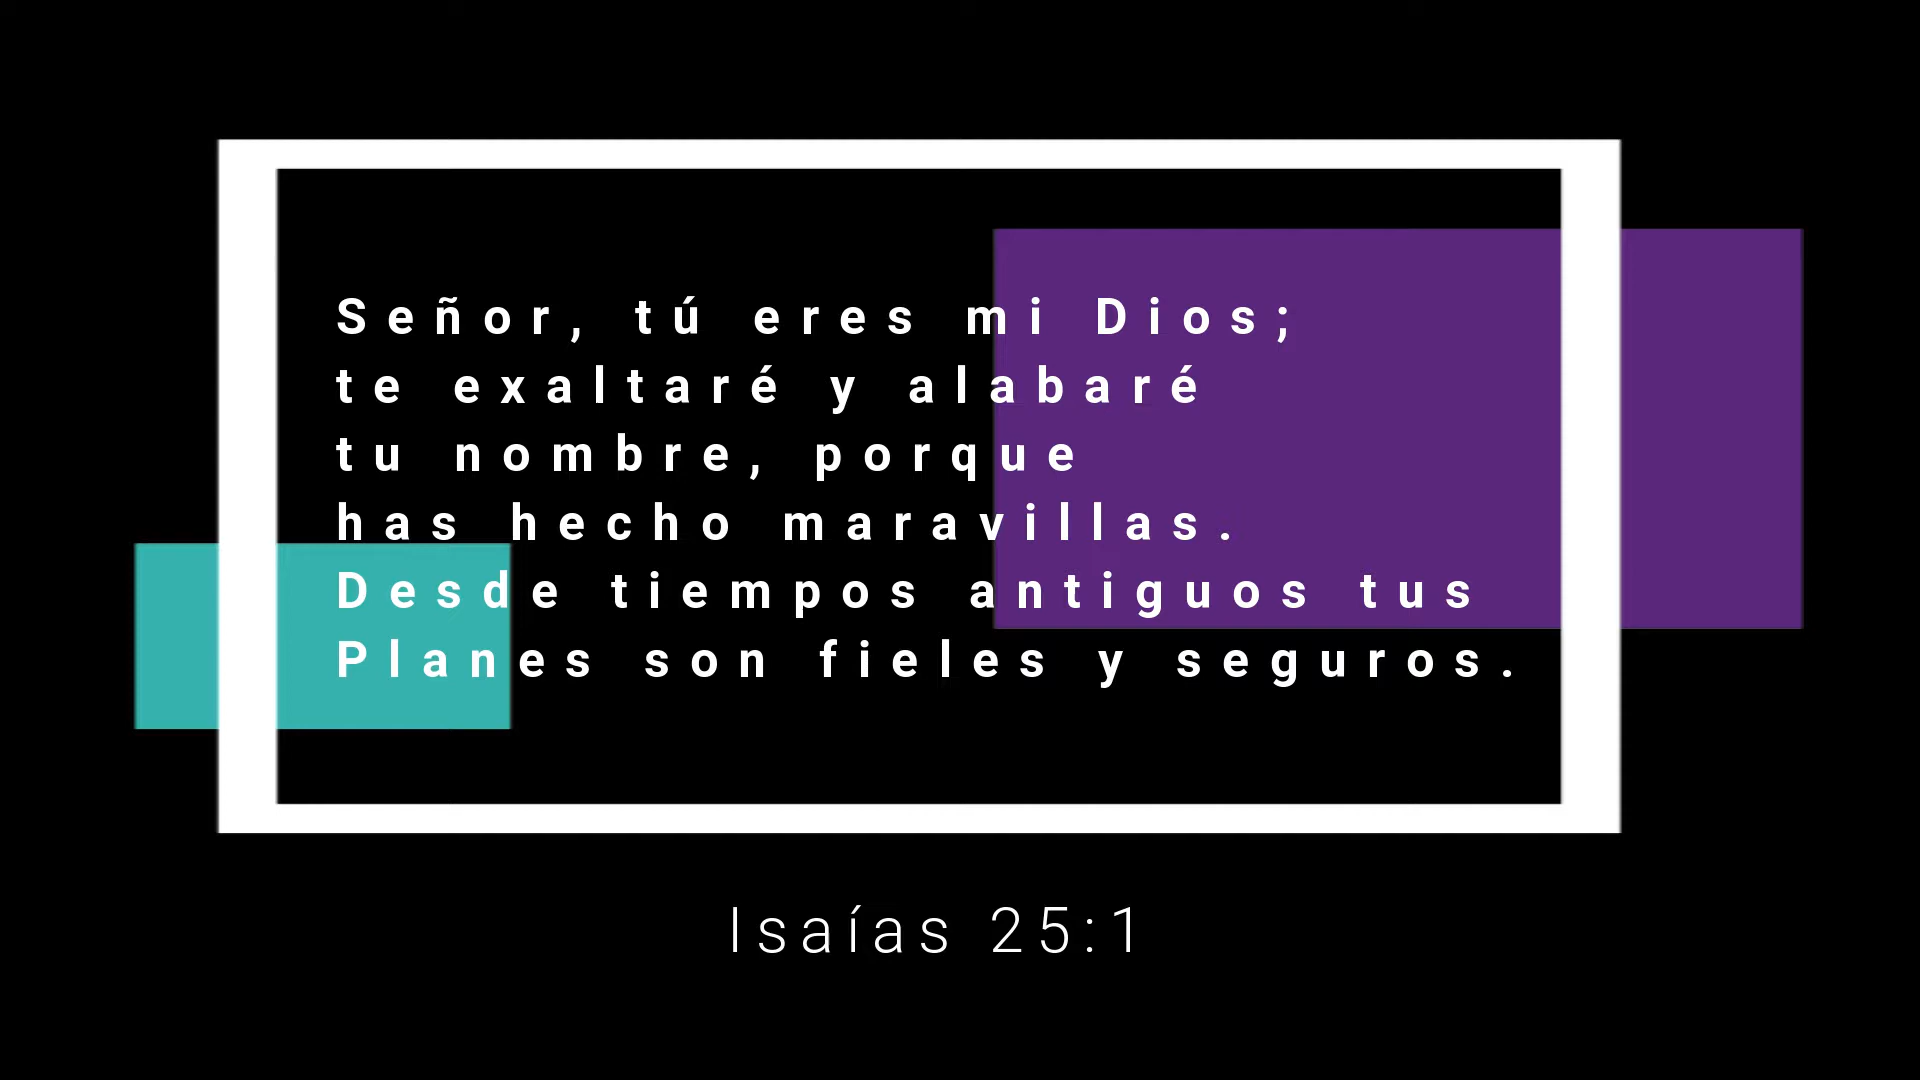 Señor, tú eres mi Dios;
te exaltaré y alabaré
tu nombre, porque
has hecho maravillas.
Desde tiempos antiguos tus
Planes son fieles y seguros.
Isaías 25:1